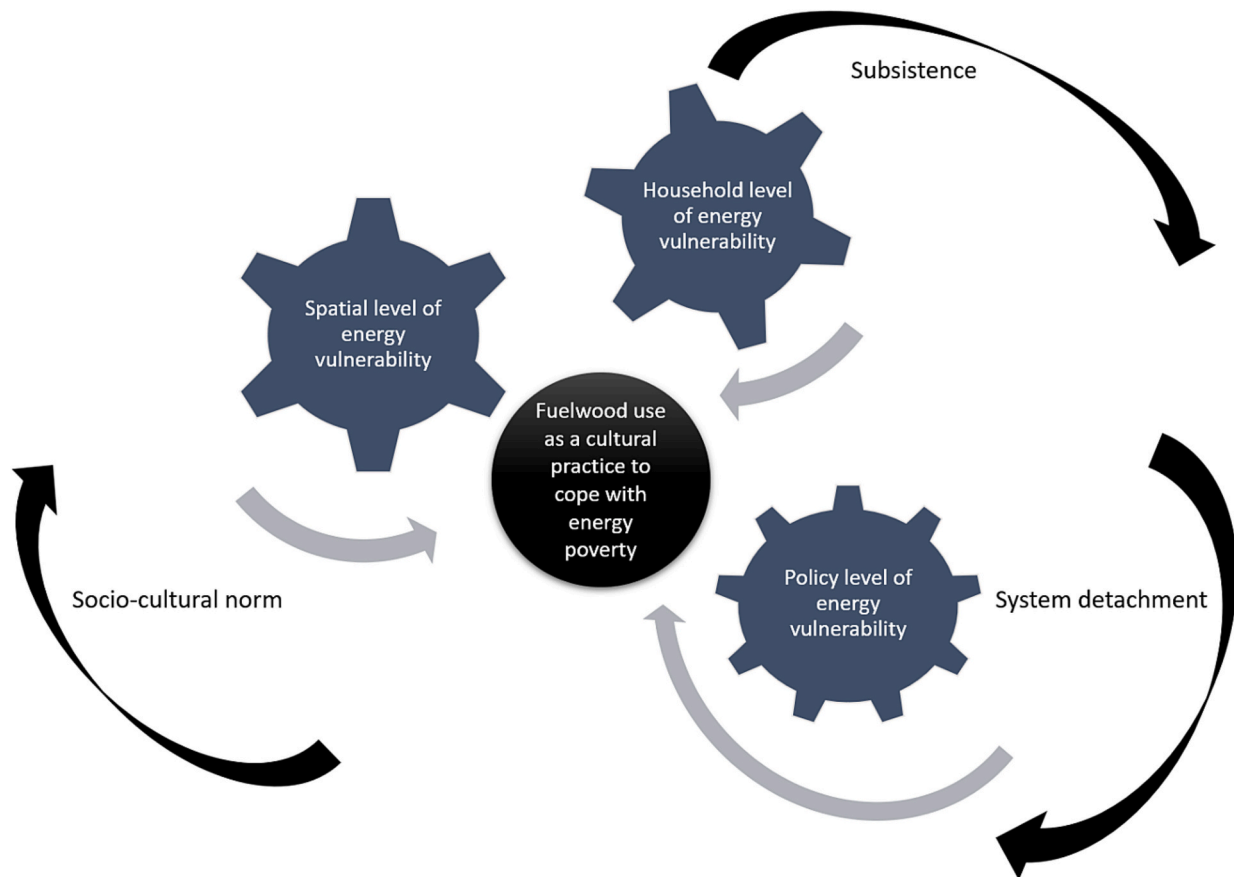 Subsistence
Household level
of energy
vulnerability
Spatial level of
energy
vulnerability
Fuelwood use
as a cultural
practice to
cope with
energy
poverty
Policy level of
energy
vulnerability
System detachment
Socio-cultural norm